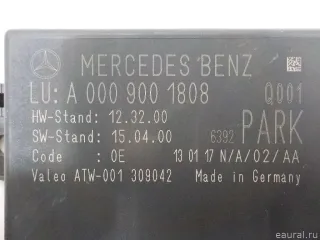 MERCEDES BENZ
LU: A 000 900 1808 Q001
HW-Stand: 12.32.00
SW-Stand: 15.04.00 6392 PARK
Code : 0E 13 01 17 N/A/02/AA
Valeo ATW-001 309042 Made in Germany
eaural.ru